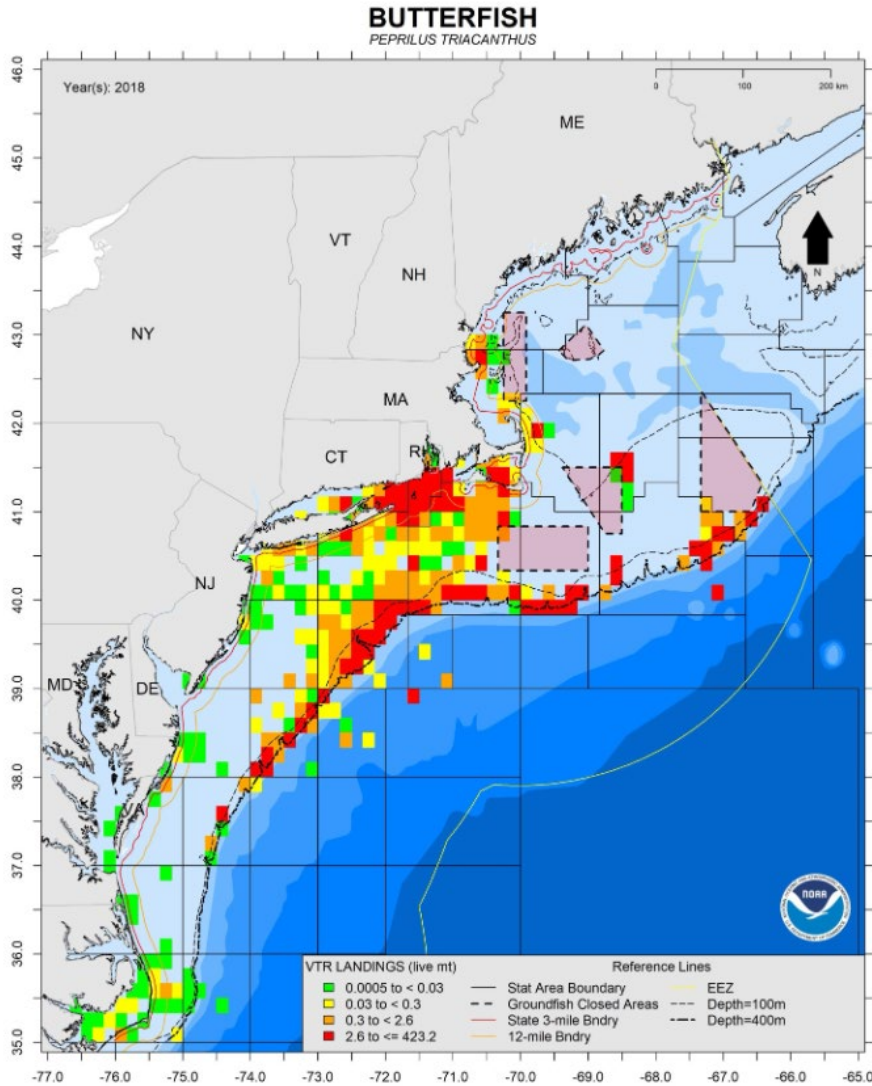 BUTTERFISH
PEPRILUS TRIACANTHUS
Year(s): 2018
0 100 200 km
46.0
45.0
44.0
43.0
42.0
41.0
40.0
39.0
38.0
37.0
36.0
35.0
ME
VT
NH
NY
MA
CT
RI
NJ
MD
DE
VA
N
NOAA
VTR LANDINGS (live mt)
0.0005 to < 0.03
0.03 to < 0.3
0.3 to < 2.6
2.6 to <= 423.2
Reference Lines
Stat Area Boundary
Groundfish Closed Areas
State 3-mile Bndry
12-mile Bndry
EEZ
Depth=100m
Depth=400m
-77.0 -76.0 -75.0 -74.0 -73.0 -72.0 -71.0 -70.0 -69.0 -68.0 -67.0 -66.0 -65.0